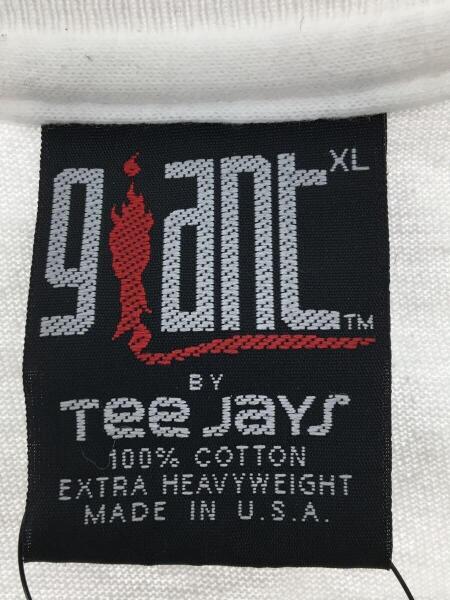 giant XL
TM
BY
Tee Jays
100% COTTON
EXTRA HEAVYWEIGHT
MADE IN U.S.A.